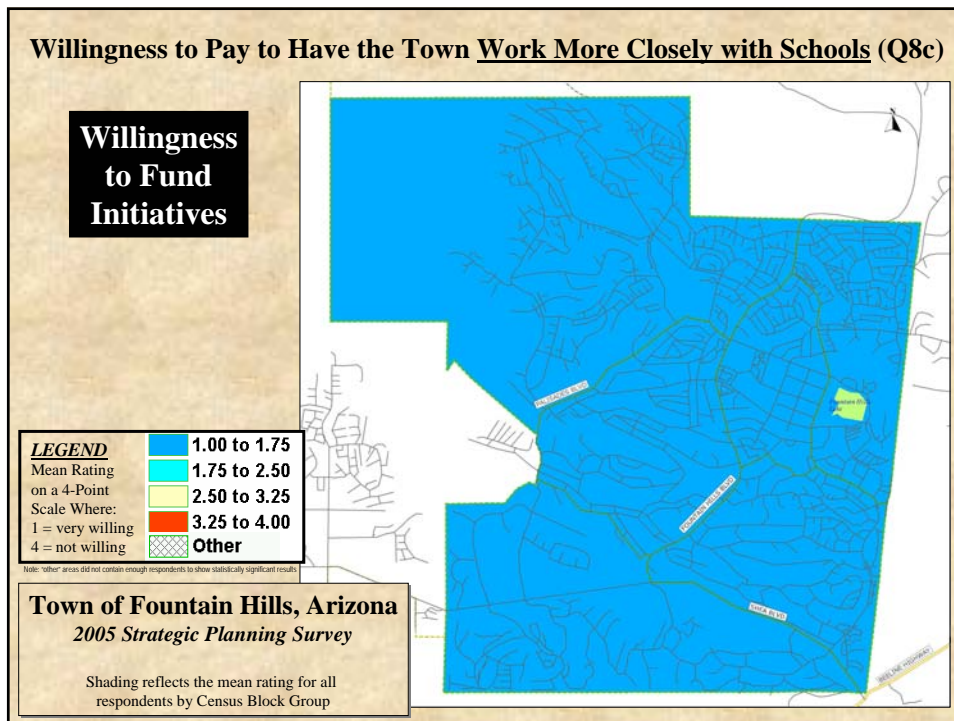 Willingness to Pay to Have the Town Work More Closely with Schools (Q8c)
Willingness
to Fund
Initiatives
PALISADES BLVD
FOUNTAIN HILLS BLVD
SHEA BLVD
BEELINE HIGHWAY
LEGEND
Mean Rating
on a 4-Point
Scale Where:
1 = very willing
4 = not willing
1.00 to 1.75
1.75 to 2.50
2.50 to 3.25
3.25 to 4.00
Other
Note: "other" areas did not contain enough respondents to show statistically significant results.
Town of Fountain Hills, Arizona
2005 Strategic Planning Survey
Shading reflects the mean rating for all
respondents by Census Block Group